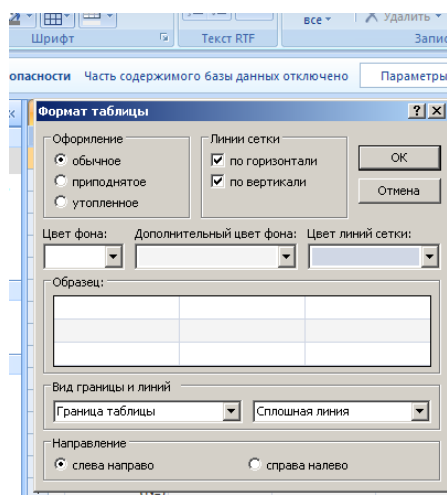 все
Удалить
Шрифт
Текст RTF
Часть содержимого базы данных отключено
Параметры
Формат таблицы
Оформление
обычное
приподнятое
утопленное
Линии сетки
по горизонтали
по вертикали
ОК
Отмена
Цвет фона: Дополнительный цвет фона: Цвет линий сетки:
Образец:
Вид границы и линий
Граница таблицы Сплошная линия
Направление
слева направо справа налево